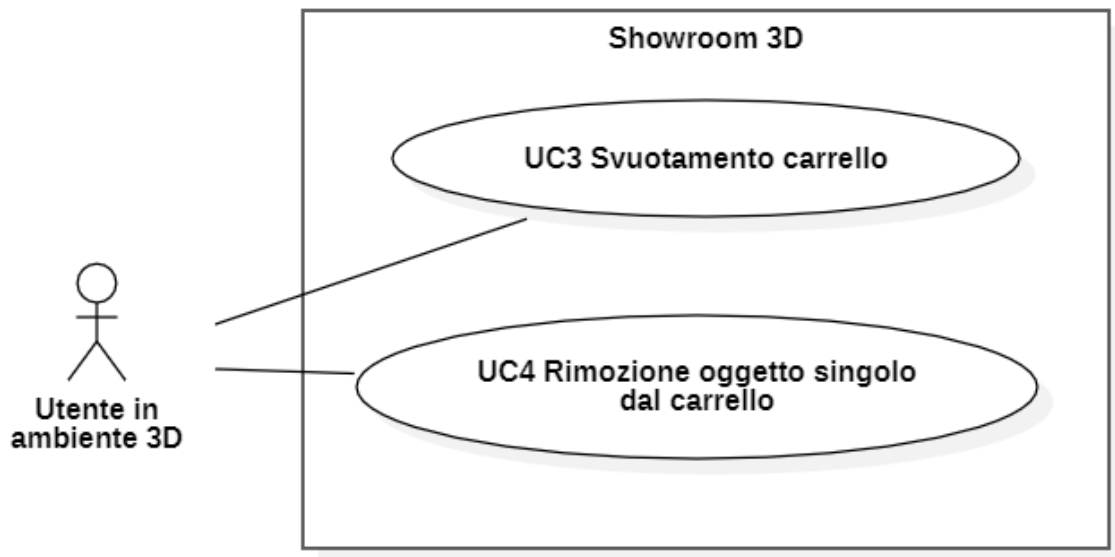 Showroom 3D
UC3 Svuotamento carrello
UC4 Rimozione oggetto singolo
dal carrello
Utente in
ambiente 3D